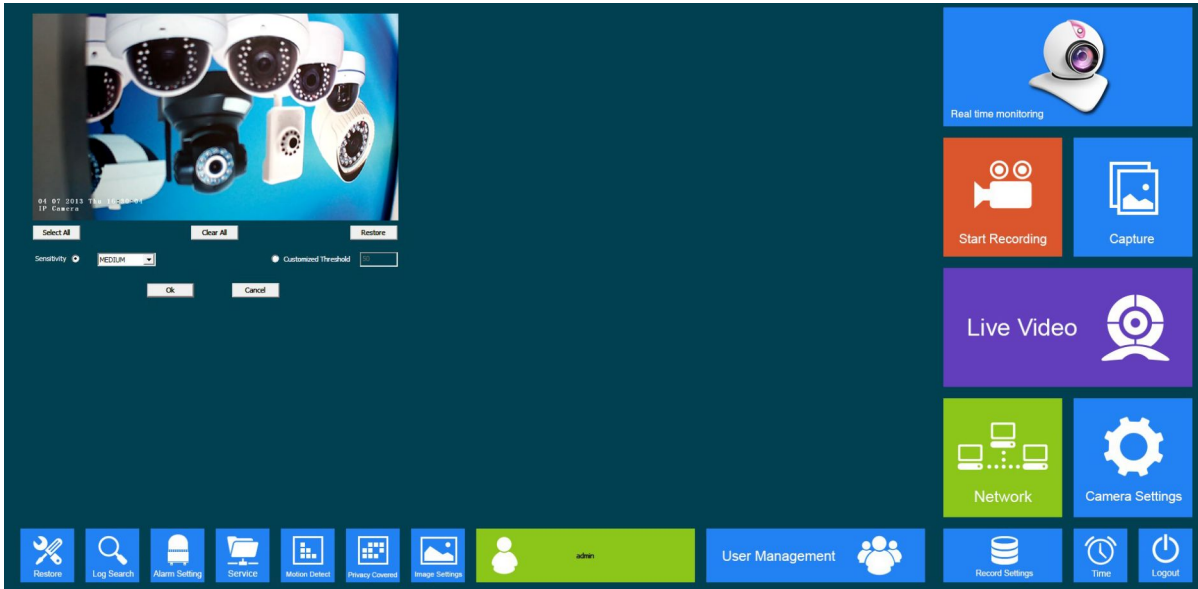 04 07 2013 Thu
IP Camera
Select All
Clear All
Restore
Sensitivity
MEDIUM
Customized Threshold
50
Ok
Cancel
Real time monitoring
Start Recording
Capture
Live Video
Network
Camera Settings
Restore
Log Search
Alarm Setting
Service
Motion Detect
Privacy Covered
Image Settings
admin
User Management
Record Settings
Time
Logout